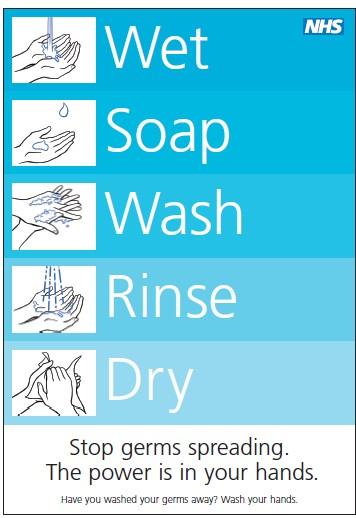 NHS
Wet
Soap
Wash
Rinse
Dry
Stop germs spreading.
The power is in your hands.
Have you washed your germs away? Wash your hands.